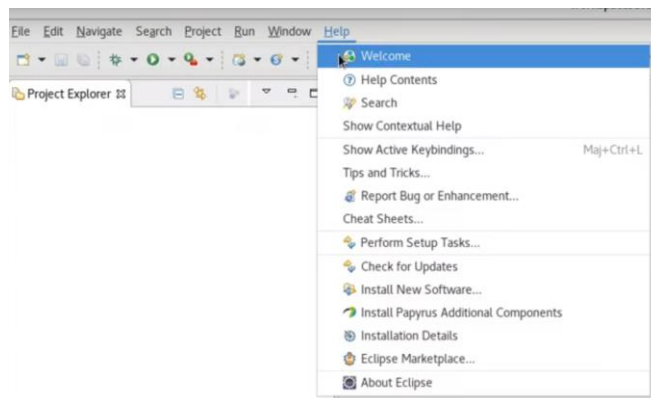 File Edit Navigate Search Project Run Window Help
Project Explorer
Welcome
Help Contents
Search
Show Contextual Help
Show Active Keybindings... Maj+Ctrl+L
Tips and Tricks...
Report Bug or Enhancement...
Cheat Sheets...
Perform Setup Tasks...
Check for Updates
Install New Software...
Install Papyrus Additional Components
Installation Details
Eclipse Marketplace...
About Eclipse